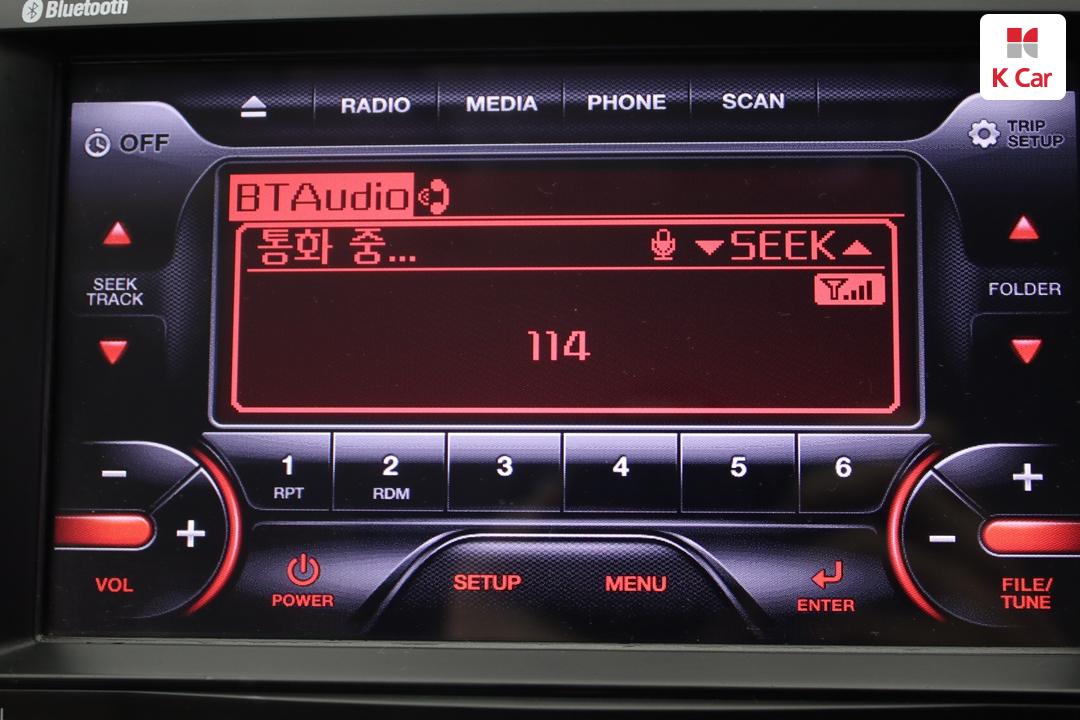 Bluetooth
K Car
RADIO MEDIA PHONE SCAN
OFF
TRIP SETUP
BTAudio
통화 중... SEEK
SEEK TRACK
FOLDER
114
1 2 3 4 5 6
RPT RDM
− +
+ −
VOL
POWER
SETUP MENU
ENTER
FILE/
TUNE